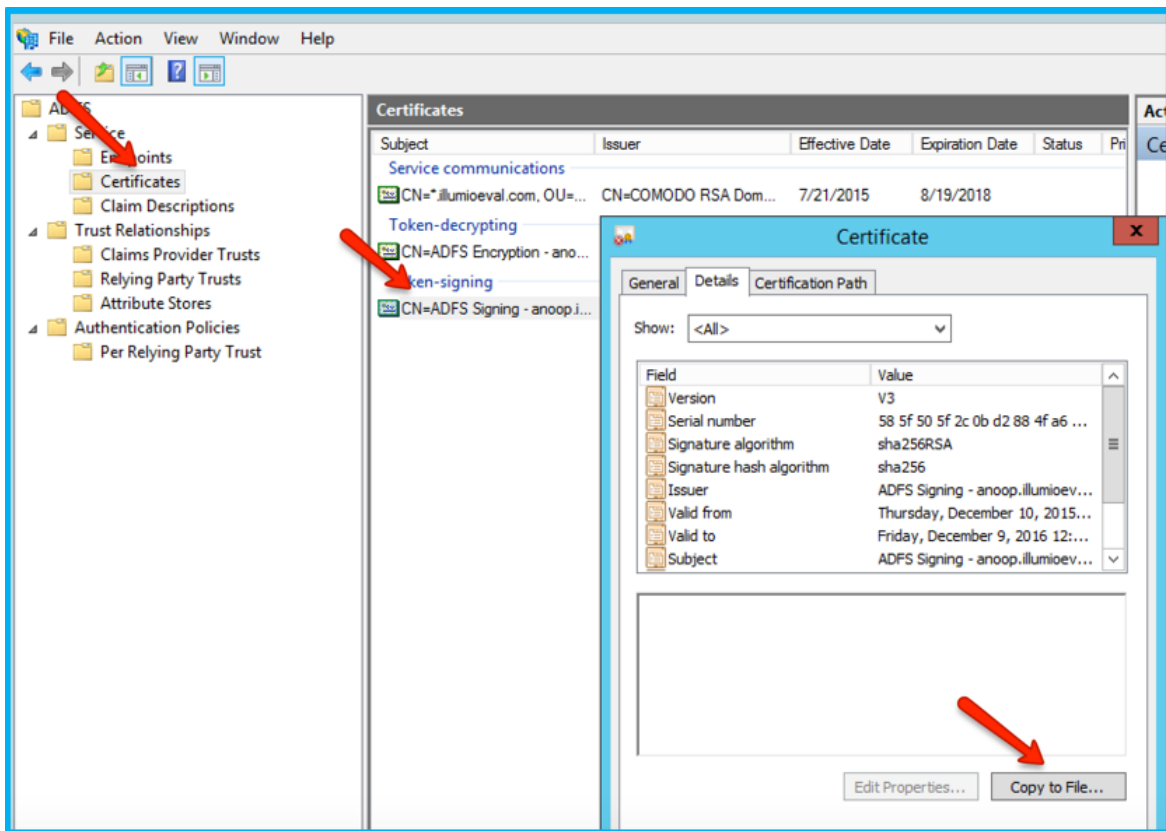 File Action View Window Help
ADFS
Service
Endpoints
Certificates
Claim Descriptions
Trust Relationships
Claims Provider Trusts
Relying Party Trusts
Attribute Stores
Authentication Policies
Per Relying Party Trust
Certificates
Subject Issuer Effective Date Expiration Date Status Pri
Service communications
CN=*.illumioeval.com, OU=... CN=COMODO RSA Dom... 7/21/2015 8/19/2018
Token-decrypting
CN=ADFS Encryption - ano...
Token-signing
CN=ADFS Signing - anoop.i...
Act
Ce
Certificate
x
General Details Certification Path
Show: <All>
Field Value
Version V3
Serial number 58 5f 50 5f 2c 0b d2 88 4f a6 ...
Signature algorithm sha256RSA
Signature hash algorithm sha256
Issuer ADFS Signing - anoop.illumioev...
Valid from Thursday, December 10, 2015...
Valid to Friday, December 9, 2016 12:...
Subject ADFS Signing - anoop.illumioev...
Edit Properties... Copy to File...